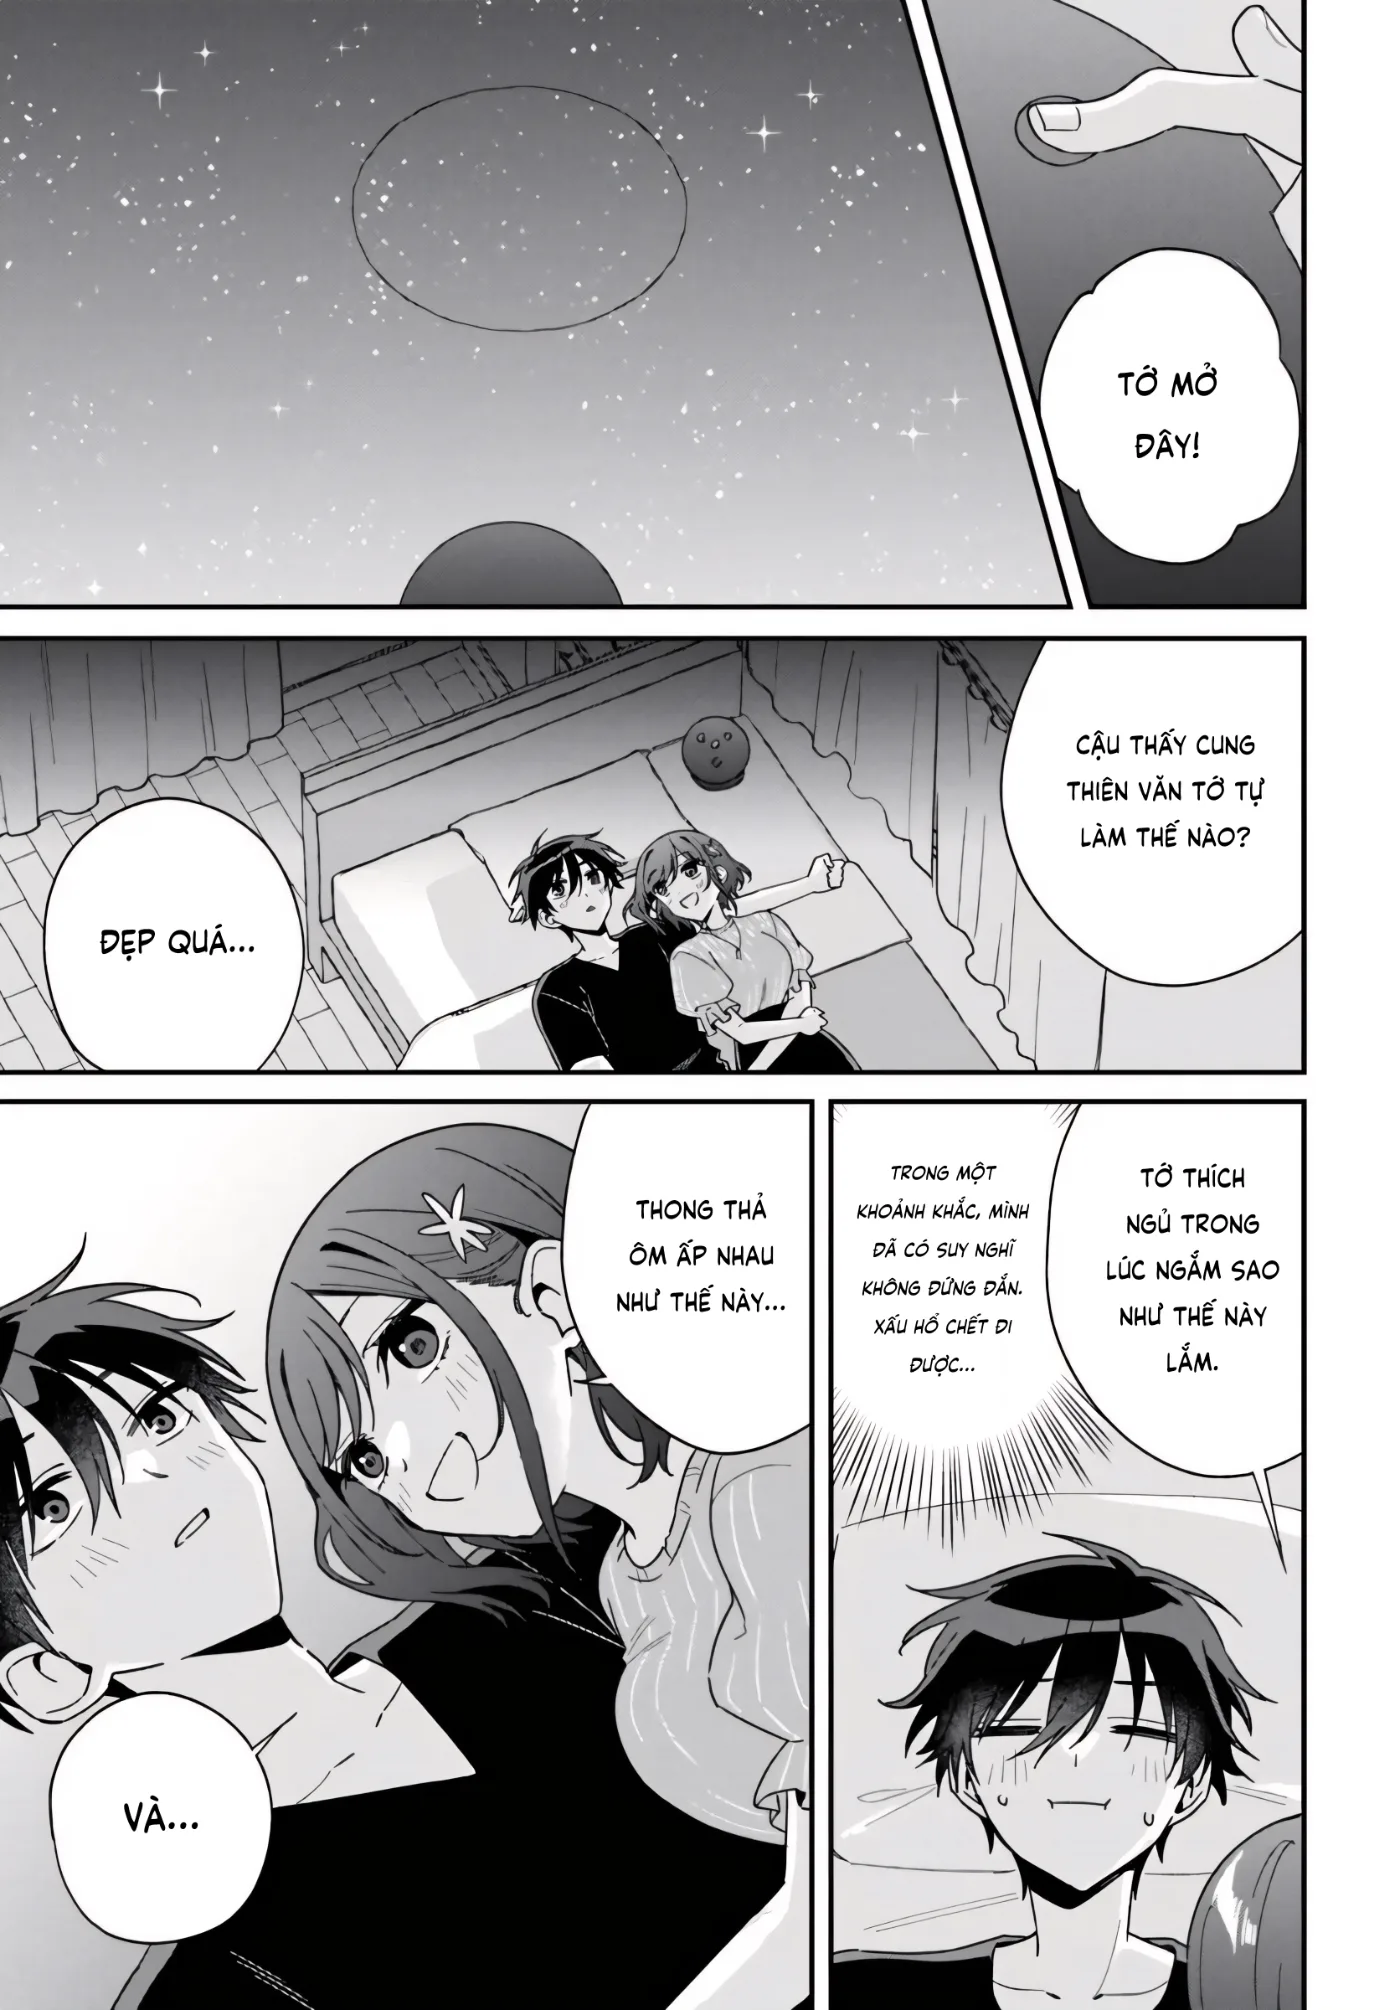 TỚ MỞ
ĐÂY!
CẬU THẤY CUNG
THIÊN VĂN TỚ TỰ
LÀM THẾ NÀO?
ĐẸP QUÁ...
TỚ THÍCH
NGỦ TRONG
LÚC NGẮM SAO
NHƯ THẾ NÀY
LẮM.
TRONG MỘT
KHOẢNH KHẮC, MÌNH
ĐÃ CÓ SUY NGHĨ
KHÔNG ĐỨNG ĐẮN.
XẤU HỔ CHẾT ĐI
ĐƯỢC...
THONG THẢ
ÔM ẤP NHAU
NHƯ THẾ NÀY...
VÀ...